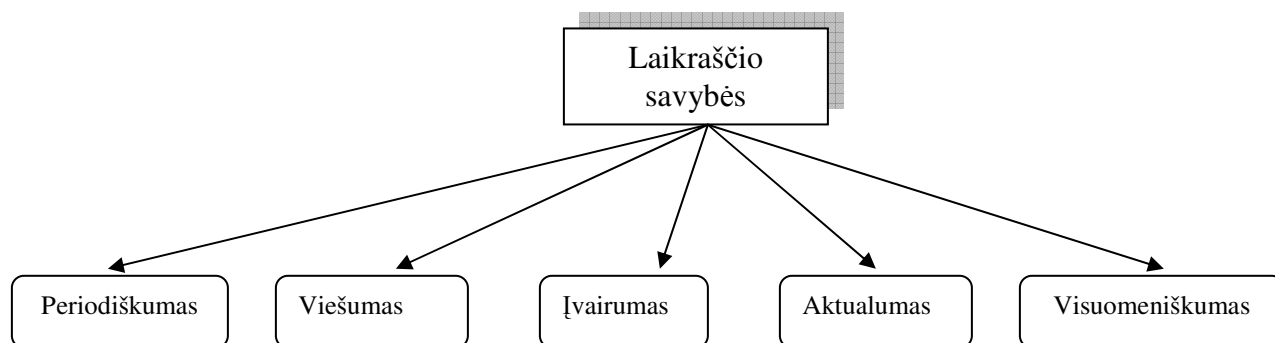 Laikraščio
savybės
Periodiškumas
Viešumas
Įvairumas
Aktualumas
Visuomeniškumas